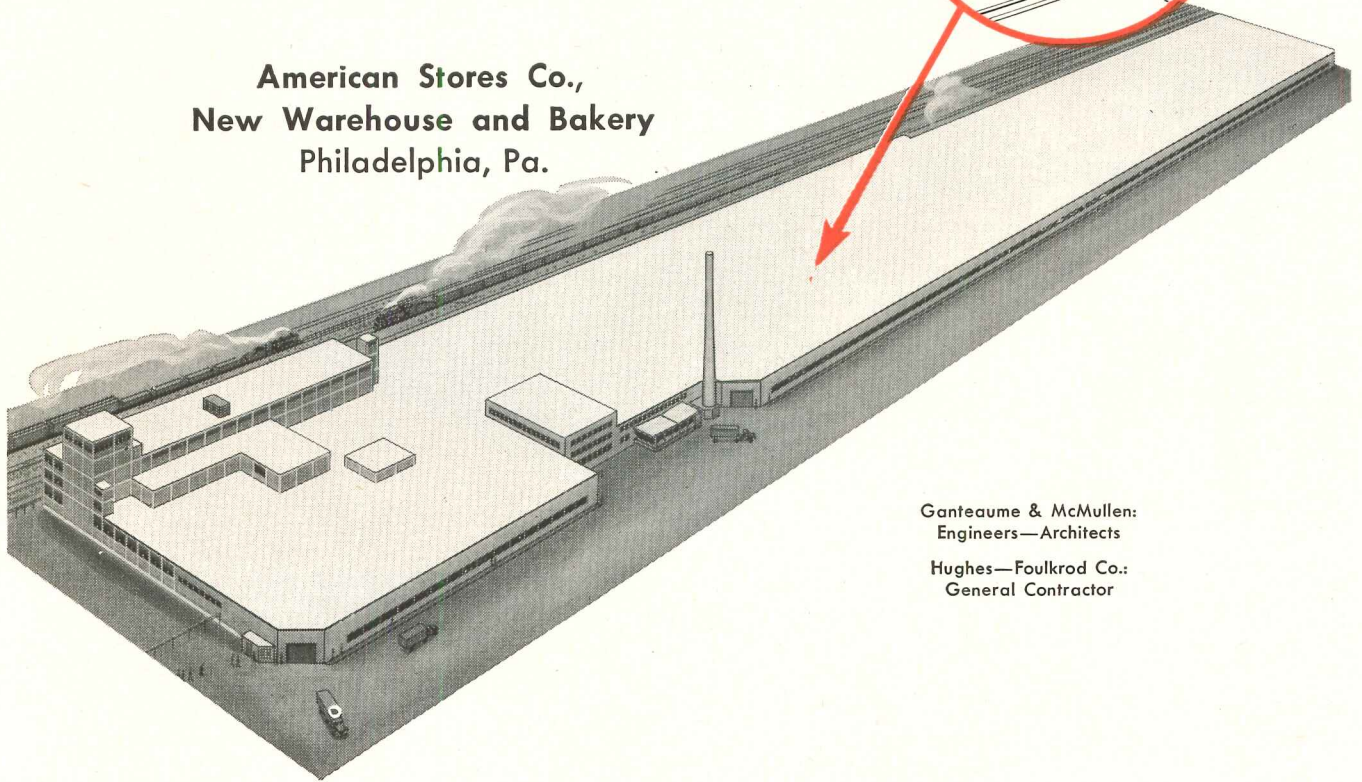 American Stores Co.,
New Warehouse and Bakery
Philadelphia, Pa.
Ganteaume & McMullen:
Engineers—Architects
Hughes—Foulkrod Co.:
General Contractor